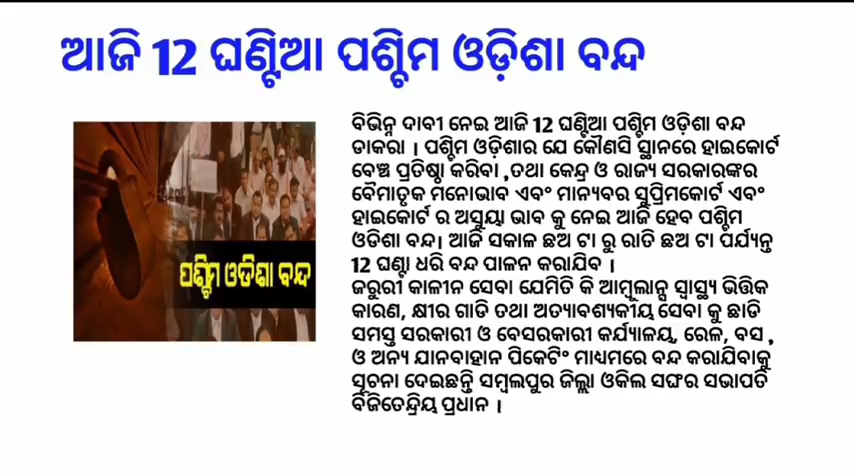 ଆଜି 12 ଘଣ୍ଟିଆ ପଶ୍ଚିମ ଓଡ଼ିଶା ବନ୍ଦ
ପଶ୍ଚିମ ଓଡିଶା ବନ୍ଦ
ବିଭିନ୍ନ ଦାବୀ ନେଇ ଆଜି 12 ଘଣ୍ଟିଆ ପଶ୍ଚିମ ଓଡ଼ିଶା ବନ୍ଦ
ଡାକରା । ପଶ୍ଚିମ ଓଡ଼ିଶାର ଯେ କୌଣସି ସ୍ଥାନରେ ହାଇକୋର୍ଟ
ବେଞ୍ଚ ପ୍ରତିଷ୍ଠା କରିବା ,ତଥା କେନ୍ଦ୍ର ଓ ରାଜ୍ୟ ସରକାରଙ୍କର
ବୈମାତୃକ ମନୋଭାବ ଏବଂ ମାନ୍ୟବର ସୁପ୍ରିମକୋର୍ଟ ଏବଂ
ହାଇକୋର୍ଟ ର ଅସୁୟା ଭାବ କୁ ନେଇ ଆଜି ହେବ ପଶ୍ଚିମ
ଓଡିଶା ବନ୍ଦ। ଆଜି ସକାଳ ଛଅ ଟା ରୁ ରାତି ଛଅ ଟା ପର୍ଯ୍ୟନ୍ତ
12 ଘଣ୍ଟା ଧରି ବନ୍ଦ ପାଳନ କରାଯିବ ।
ଜରୁରୀ କାଳୀନ ସେବା ଯେମିତି କି ଆମ୍ବୁଲାନ୍ସ ସ୍ୱାସ୍ଥ୍ୟ ଭିତ୍ତିକ
କାରଣ, କ୍ଷୀର ଗାଡି ତଥା ଅତ୍ୟାବଶ୍ୟକୀୟ ସେବା କୁ ଛାଡି
ସମସ୍ତ ସରକାରୀ ଓ ବେସରକାରୀ କର୍ଯ୍ୟାଳୟ, ରେଳ, ବସ ,
ଓ ଅନ୍ୟ ଯାନବାହାନ ପିକେଟିଂ ମାଧ୍ୟମରେ ବନ୍ଦ କରାଯିବାକୁ
ସୂଚନା ଦେଇଛନ୍ତି ସମ୍ବଲପୁର ଜିଲ୍ଲା ଓକିଲ ସଙ୍ଘର ସଭାପତି
ବିଜିତେନ୍ଦ୍ରିୟ ପ୍ରଧାନ ।